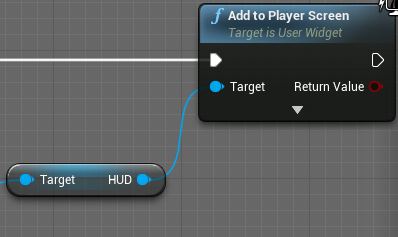 f Add to Player Screen
Target is User Widget
Target Return Value
Target HUD